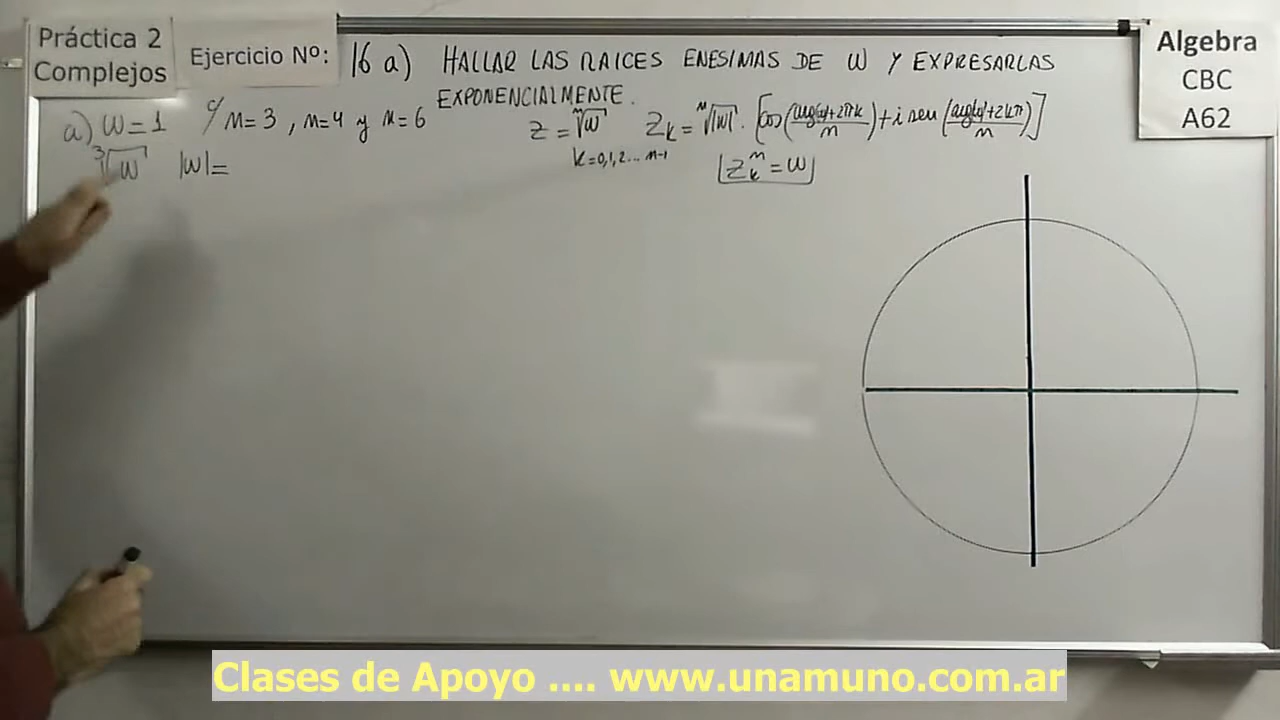 Práctica 2
Complejos
Ejercicio Nº:
16 a) HALLAR LAS RAICES ENESIMAS DE W Y EXPRESARLAS
EXPONENCIALMENTE.
Algebra
CBC
A62
a) W=1 c/ n=3, n=4 y n=6
z = ⁿ√w
Z_k = ⁿ√|w| · [cos(arg(w)+2πk/n) + i sen(arg(w)+2kπ/n)]
K=0,1,2... n-1
Z_k^n = W
³√w |w|=
Clases de Apoyo .... www.unamuno.com.ar